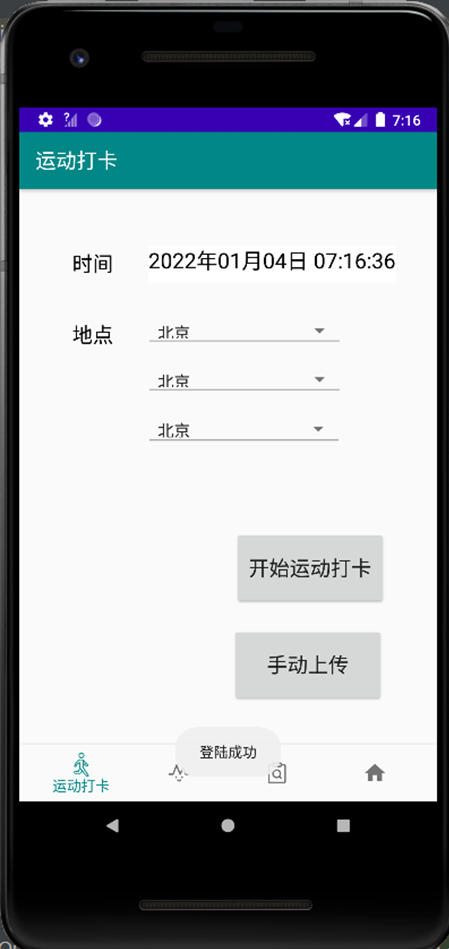 7:16
运动打卡
时间 2022年01月04日 07:16:36
地点 北京
北京
北京
开始运动打卡
手动上传
登陆成功
运动打卡